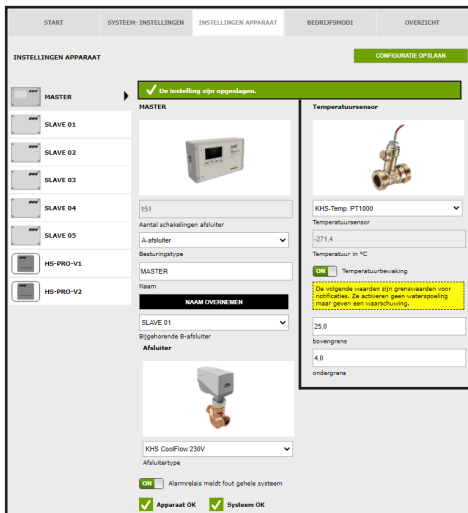 START
SYSTEEM- INSTELLINGEN
INSTELLINGEN APPARAAT
BEDRIJFSMODI
OVERZICHT
INSTELLINGEN APPARAAT
CONFIGURATIE OPSLAAN
MASTER
SLAVE 01
SLAVE 02
SLAVE 03
SLAVE 04
SLAVE 05
HS-PRO-V1
HS-PRO-V2
De instelling zijn opgeslagen.
MASTER
151
Aantal schakelingen afsluiter
A-afsluiter
Besturingstype
MASTER
Naam
NAAM OVERNEMEN
SLAVE 01
Bijgehorende B-afsluiter
Afsluiter
KHS CoolFlow 230V
Afsluitertype
ON Alarmrelais meldt fout gehele systeem
Apparaat OK
Systeem OK
Temperatuursensor
KHS-Temp. PT1000
Temperatuursensor
-271,4
Temperatuur in °C
ON Temperatuurbewaking
De volgende waarden zijn grenswaarden voor
notificaties. Ze activeren geen waterspoeling
maar geven een waarschuwing.
25,0
bovengrens
4,0
ondergrens